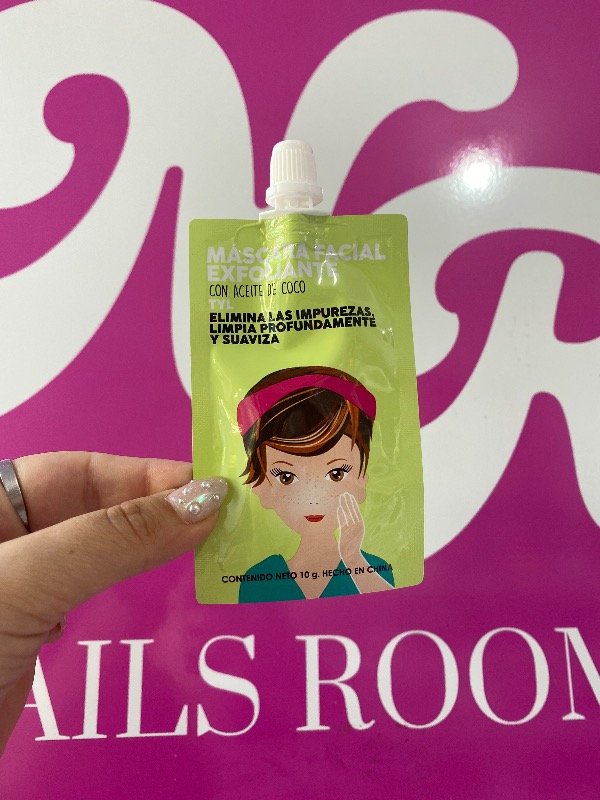 MÁSCARA FACIAL
EXFOLIANTE
CON ACEITE DE COCO
TYL
ELIMINA LAS IMPUREZAS,
LIMPIA PROFUNDAMENTE
Y SUAVIZA
CONTENIDO NETO 10 g. HECHO EN CHINA
AILS ROOM